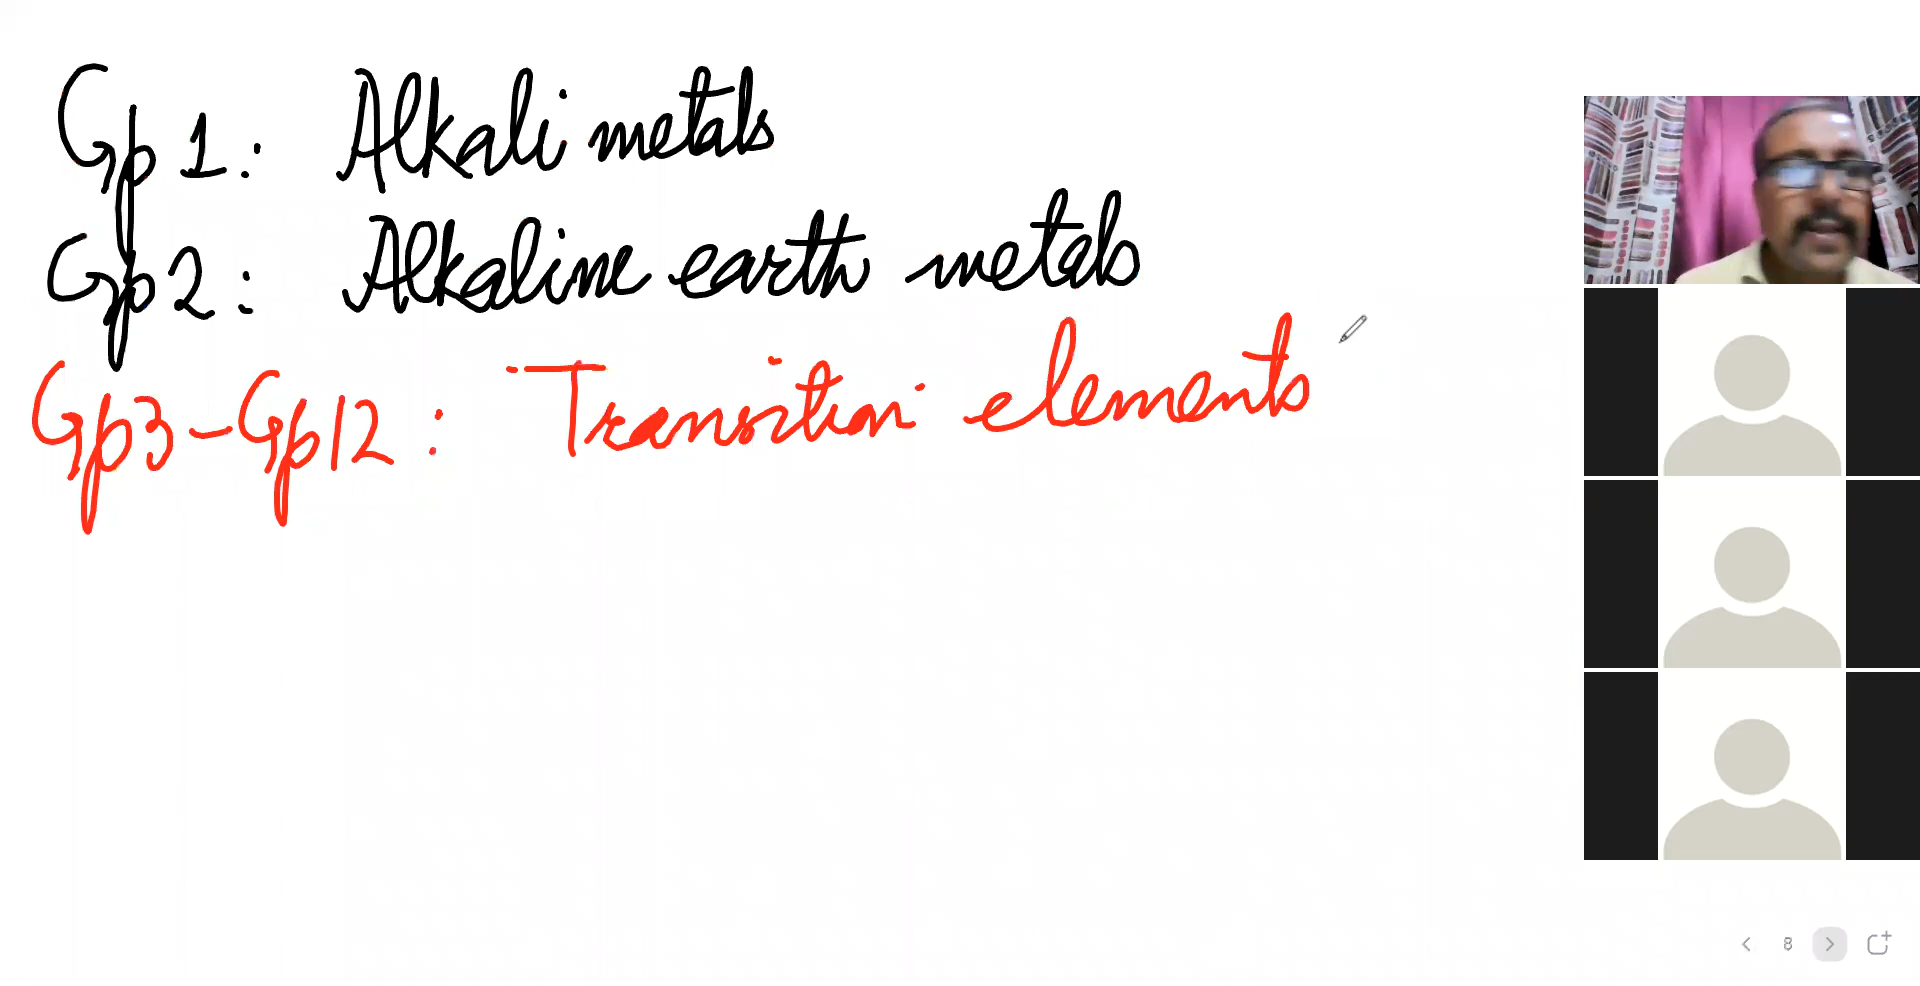 Gp 1: Alkali metals
Gp 2: Alkaline earth metals
Gp3-Gp12: Transition elements
8